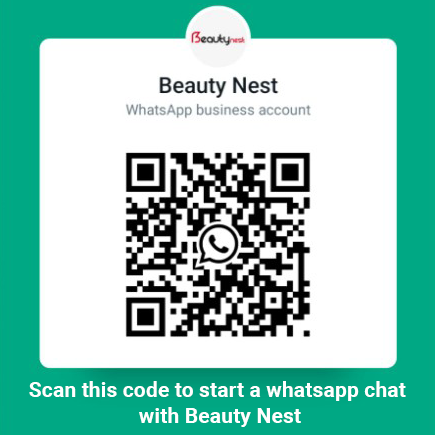 Beautynest
Beauty Nest
WhatsApp business account
Scan this code to start a whatsapp chat
with Beauty Nest